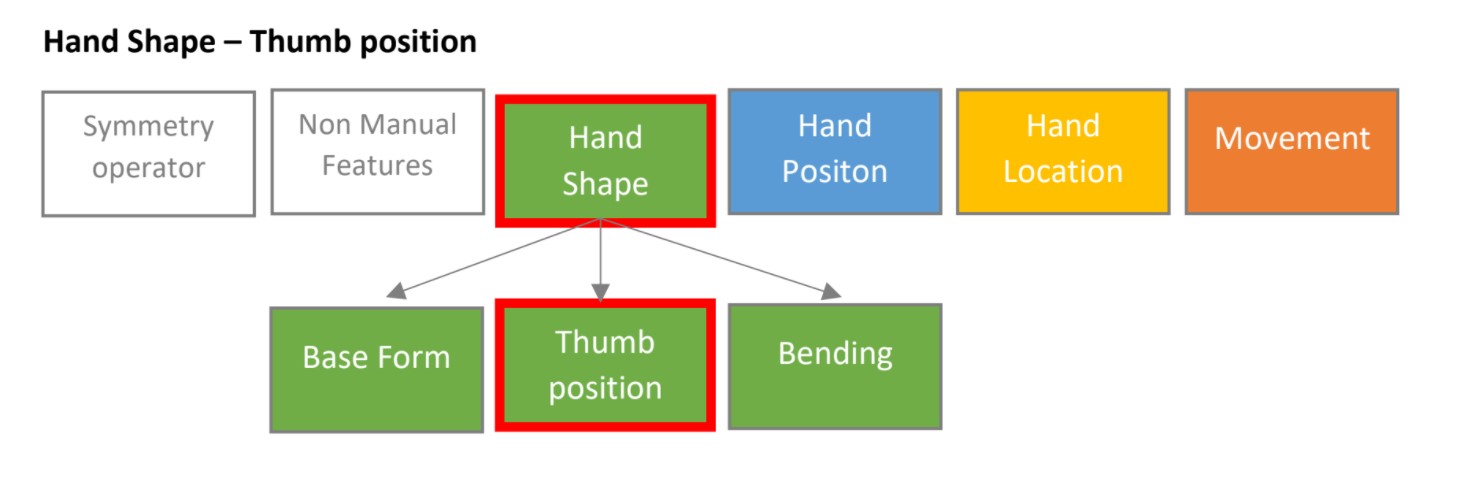 Hand Shape – Thumb position
Symmetry
operator
Non Manual
Features
Hand
Shape
Hand
Positon
Hand
Location
Movement
Base Form
Thumb
position
Bending